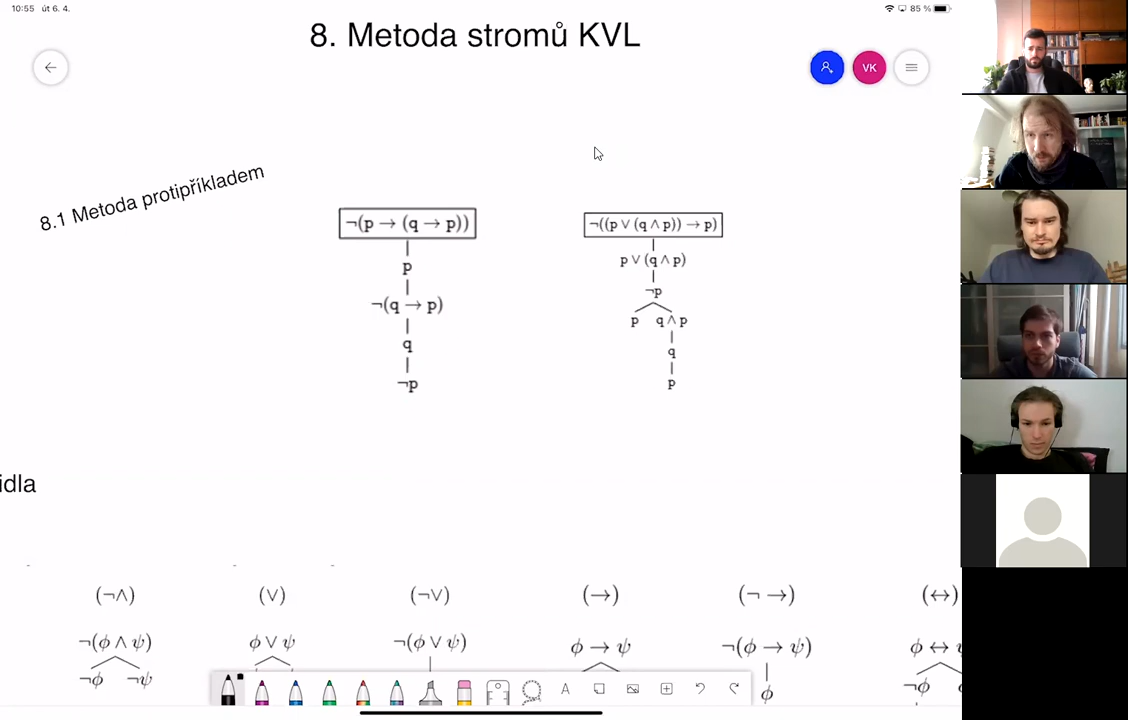 10:55 út 6. 4.
85 %
8. Metoda stromů KVL
VK
8.1 Metoda protipříkladem
¬(p → (q → p))
p
¬(q → p)
q
¬p
¬((p ∨ (q ∧ p)) → p)
p ∨ (q ∧ p)
¬p
p q ∧ p
q
p
idla
(¬∧) (∨) (¬∨) (→) (¬ →) (↔)
¬(ϕ ∧ ψ) ϕ ∨ ψ ¬(ϕ ∨ ψ) ϕ → ψ ¬(ϕ → ψ) ϕ ↔
¬ϕ ¬ψ ϕ ¬ϕ
A